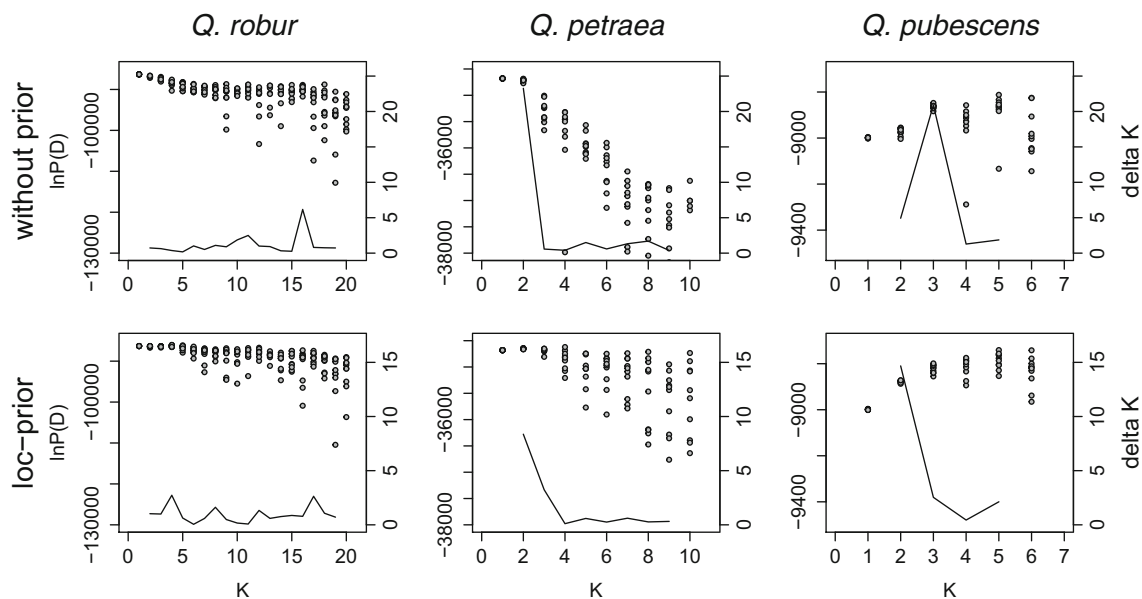 Q. robur
Q. petraea
Q. pubescens
without prior
lnP(D)
−130000
−100000
0 5 10 15 20
0
5
10
15
20
−38000
−36000
0 2 4 6 8 10
0
5
10
15
20
−9400
−9000
0 1 2 3 4 5 6 7
0
5
10
15
20
delta K
loc−prior
lnP(D)
−130000
−100000
0 5 10 15 20
K
0
5
10
15
−38000
−36000
0 2 4 6 8 10
K
0
5
10
15
−9400
−9000
0 1 2 3 4 5 6 7
K
0
5
10
15
delta K